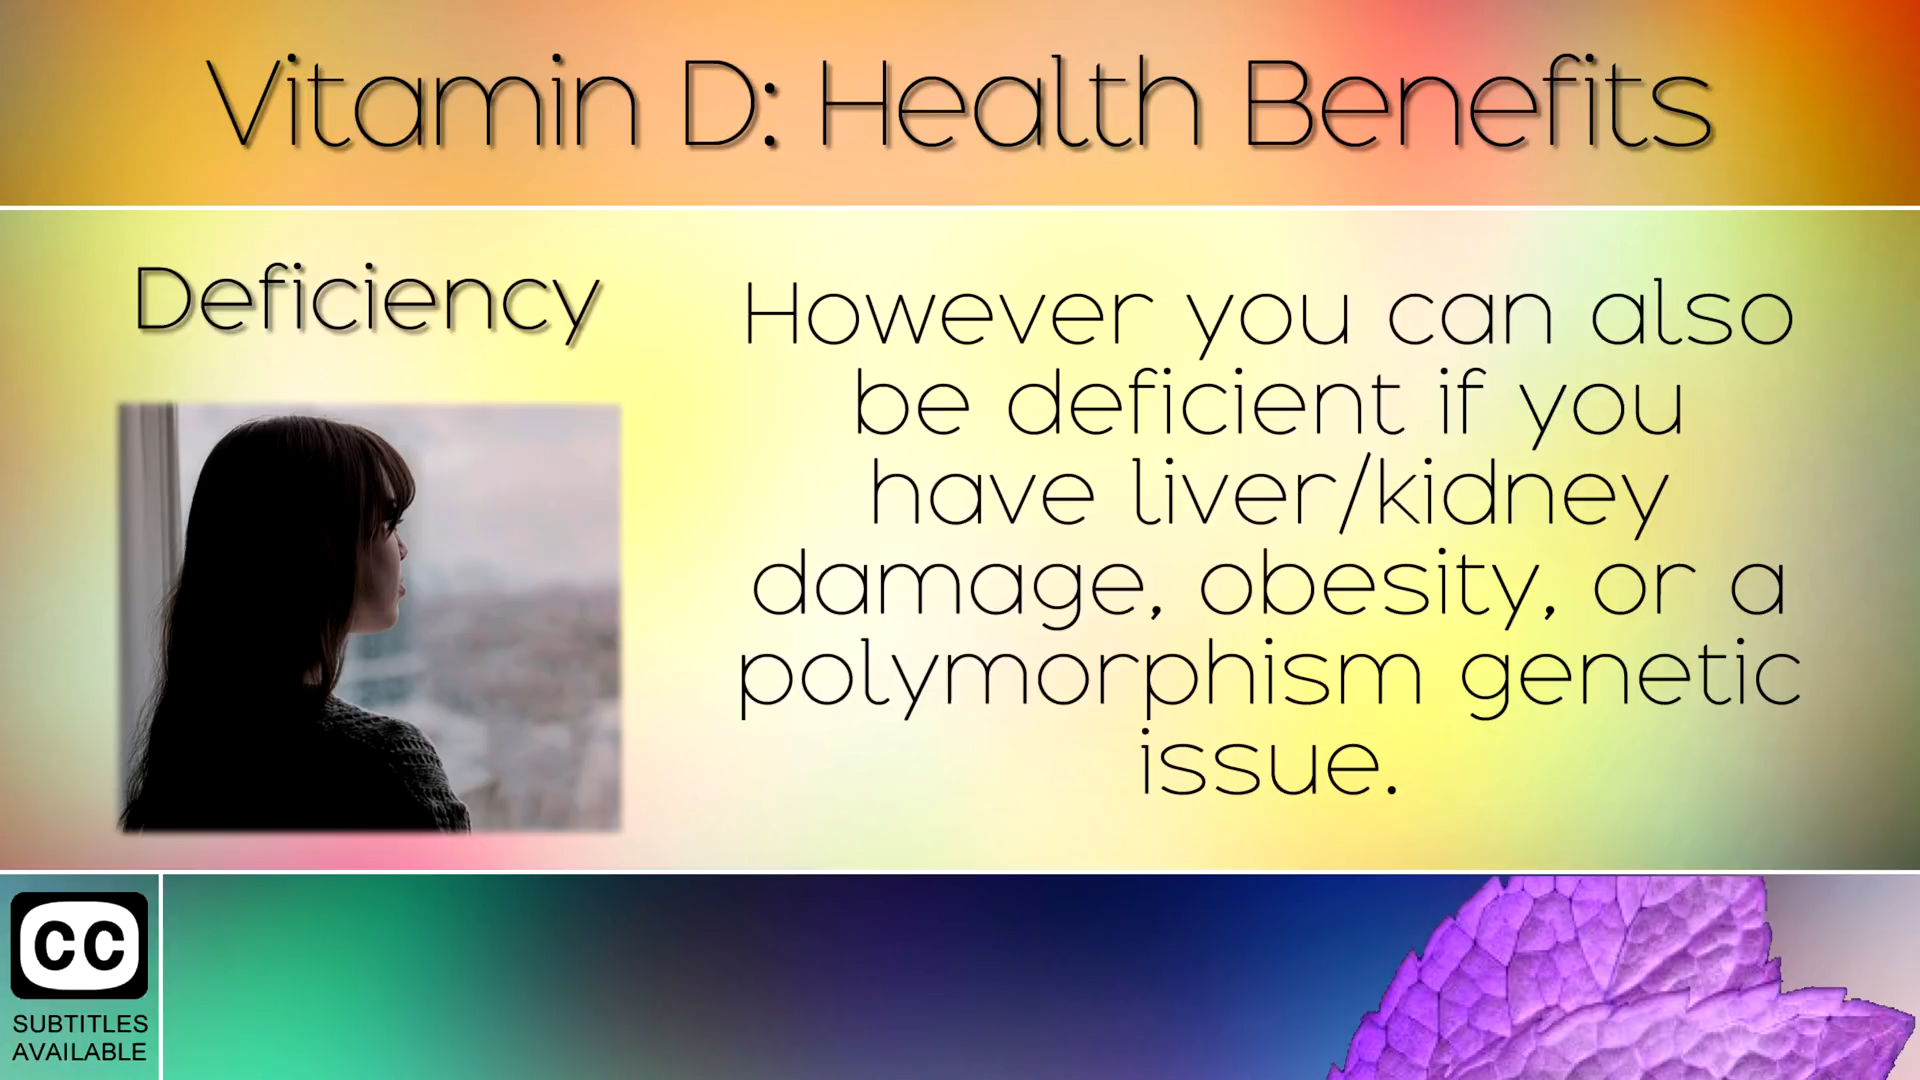 Vitamin D: Health Benefits
Deficiency
However you can also
be deficient if you
have liver/kidney
damage, obesity, or a
polymorphism genetic
issue.
CC
SUBTITLES
AVAILABLE